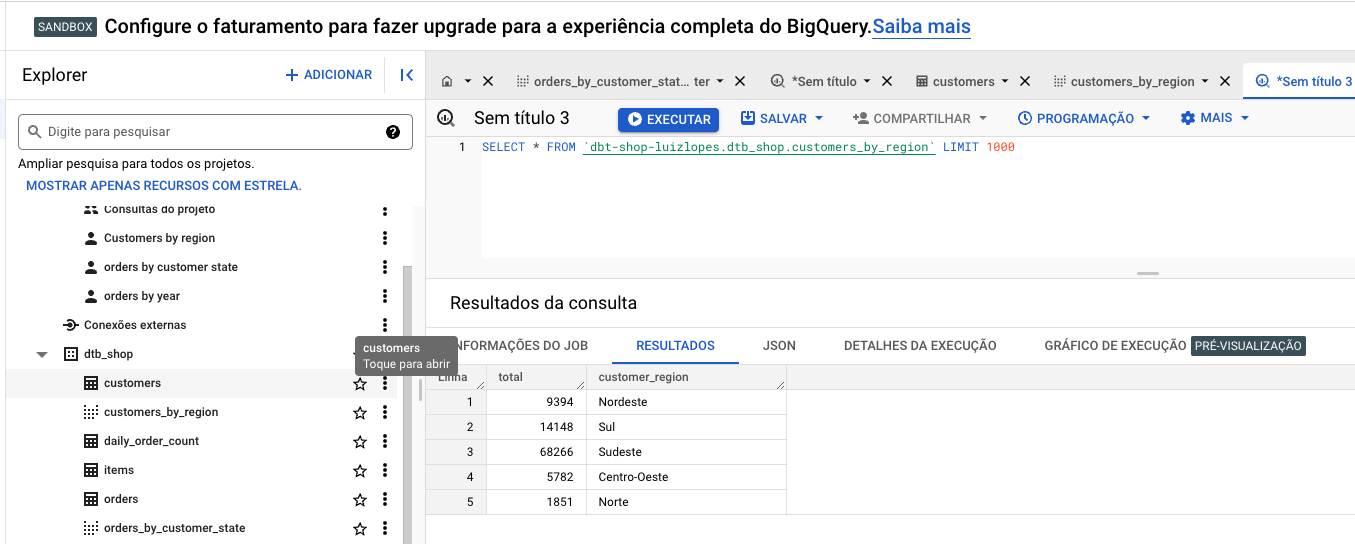 SANDBOX Configure o faturamento para fazer upgrade para a experiência completa do BigQuery. Saiba mais
Explorer
+ ADICIONAR
Digite para pesquisar
Ampliar pesquisa para todos os projetos.
MOSTRAR APENAS RECURSOS COM ESTRELA.
Consultas do projeto
Customers by region
orders by customer state
orders by year
Conexões externas
dtb_shop
customers
Toque para abrir
customers
customers_by_region
daily_order_count
items
orders
orders_by_customer_state
orders_by_customer_stat… ter
*Sem título
customers
customers_by_region
*Sem título 3
Sem título 3
EXECUTAR
SALVAR
COMPARTILHAR
PROGRAMAÇÃO
MAIS
1 SELECT * FROM `dbt-shop-luizlopes.dtb_shop.customers_by_region` LIMIT 1000
Resultados da consulta
NFORMAÇÕES DO JOB RESULTADOS JSON DETALHES DA EXECUÇÃO GRÁFICO DE EXECUÇÃO PRÉ-VISUALIZAÇÃO
Linha total customer_region
1 9394 Nordeste
2 14148 Sul
3 68266 Sudeste
4 5782 Centro-Oeste
5 1851 Norte